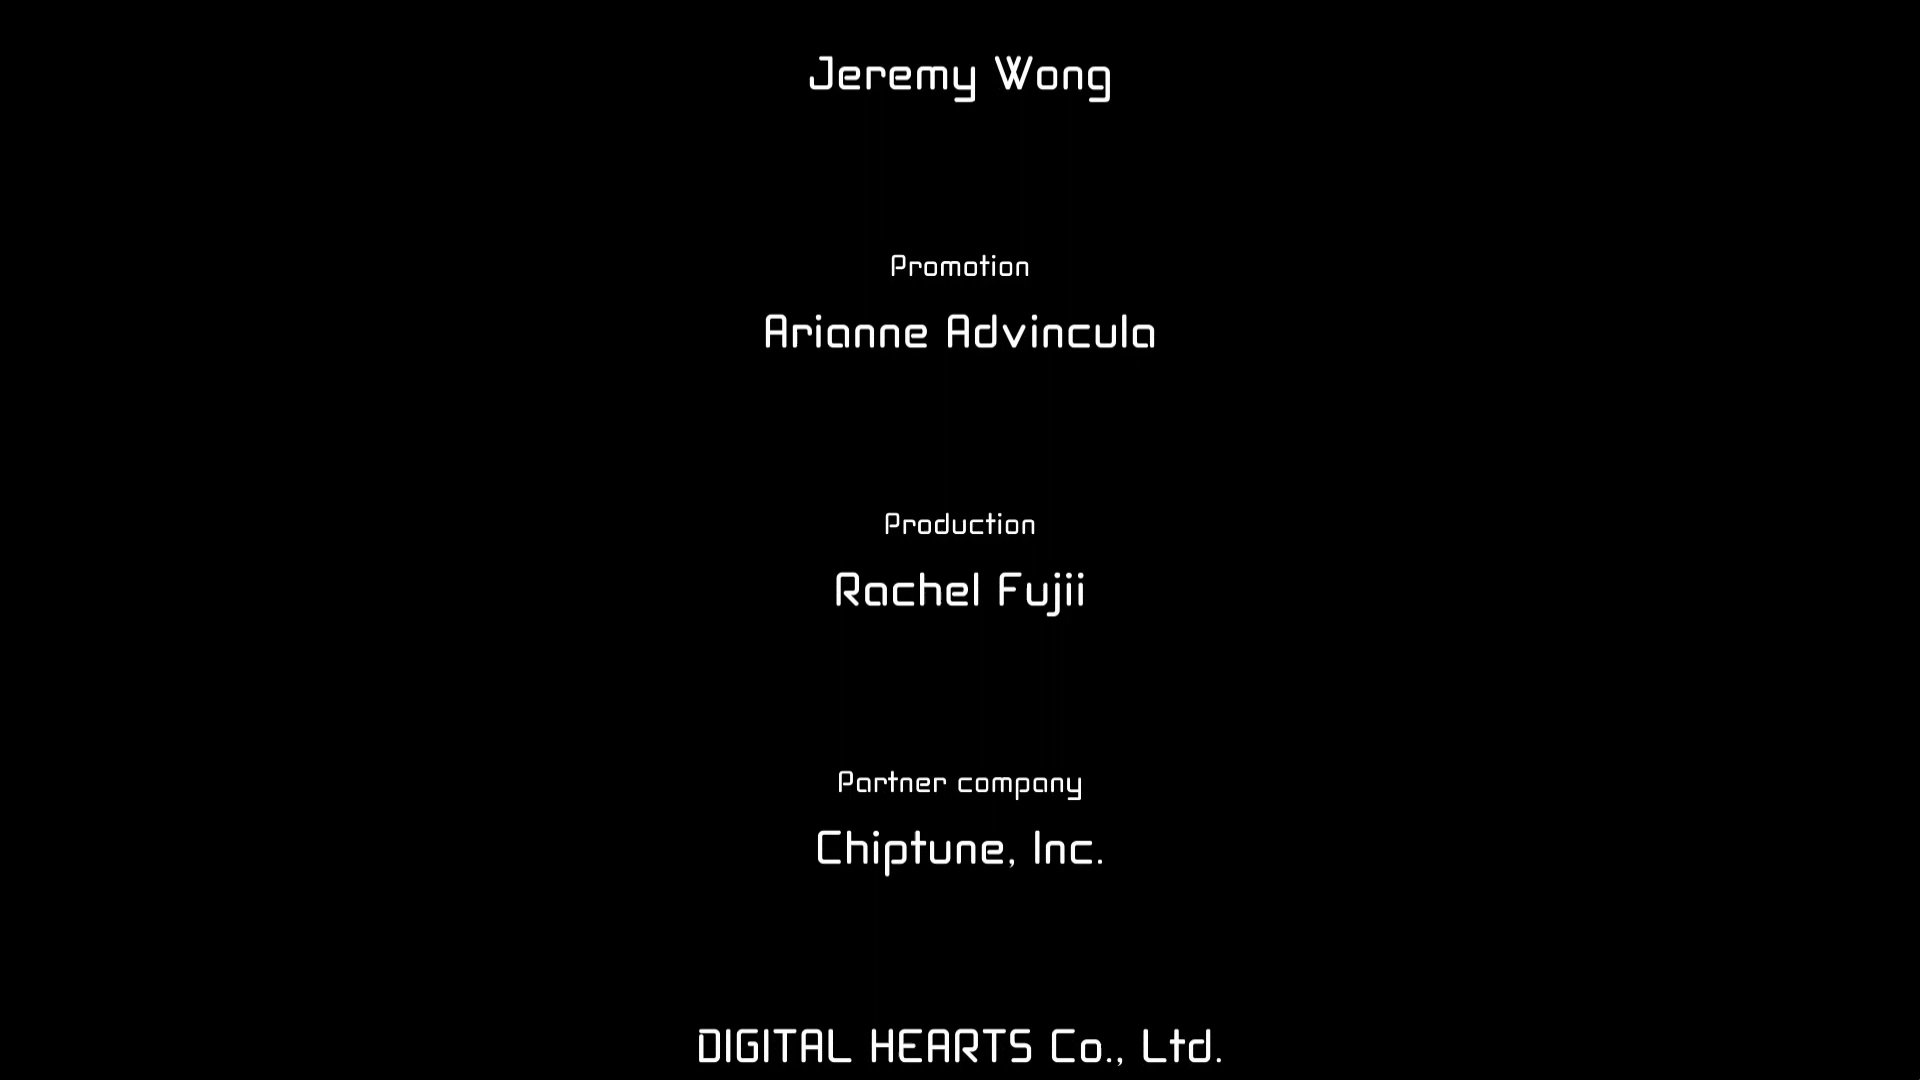 Jeremy Wong
Promotion
Arianne Advincula
Production
Rachel Fujii
Partner company
Chiptune, Inc.
DIGITAL HEARTS Co., Ltd.